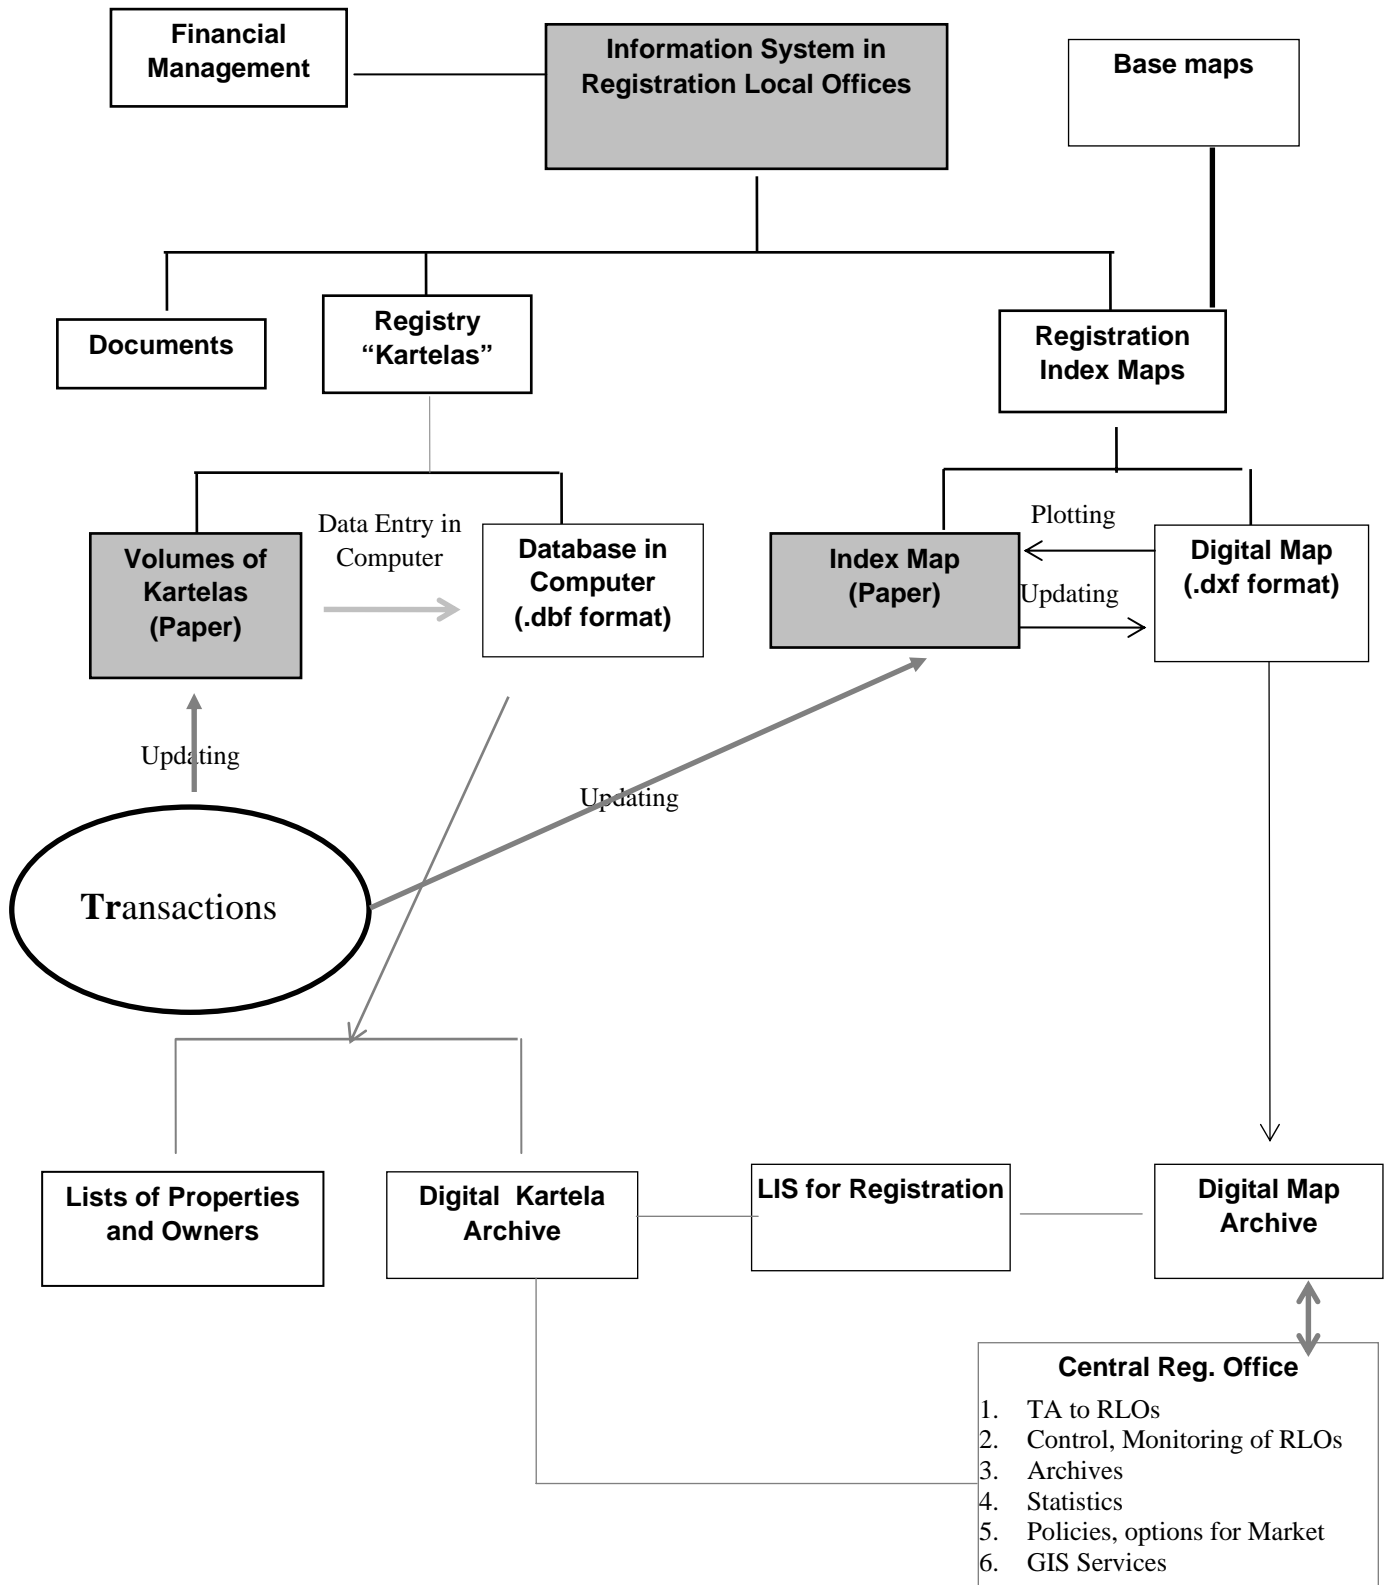 Financial
Management
Information System in
Registration Local Offices
Base maps
Documents
Registry
“Kartelas”
Registration
Index Maps
Volumes of
Kartelas
(Paper)
Data Entry in
Computer
Database in
Computer
(.dbf format)
Index Map
(Paper)
Plotting
Updating
Digital Map
(.dxf format)
Updating
Updating
Transactions
Lists of Properties
and Owners
Digital Kartela
Archive
LIS for Registration
Digital Map
Archive
Central Reg. Office
1. TA to RLOs
2. Control, Monitoring of RLOs
3. Archives
4. Statistics
5. Policies, options for Market
6. GIS Services